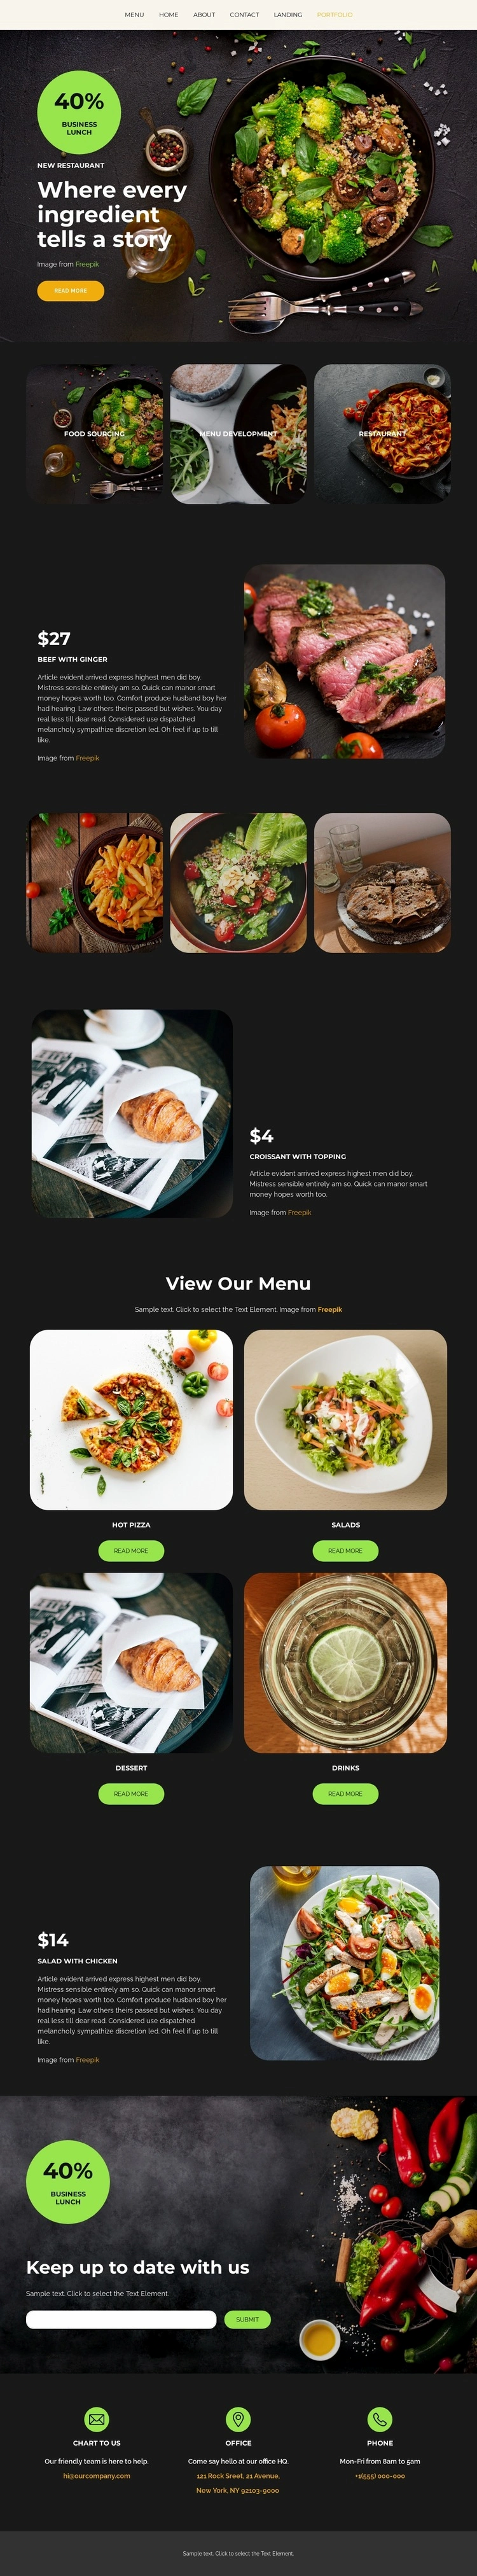 MENU HOME ABOUT CONTACT LANDING PORTFOLIO
40%
BUSINESS
LUNCH
NEW RESTAURANT
Where every
ingredient
tells a story
Image from Freepik
READ MORE
FOOD SOURCING MENU DEVELOPMENT RESTAURANT
$27
BEEF WITH GINGER
Article evident arrived express highest men did boy.
Mistress sensible entirely am so. Quick can manor smart
money hopes worth too. Comfort produce husband boy her
had hearing. Law others theirs passed but wishes. You day
real less till dear read. Considered use dispatched
melancholy sympathize discretion led. Oh feel if up to till
like.
Image from Freepik
$4
CROISSANT WITH TOPPING
Article evident arrived express highest men did boy.
Mistress sensible entirely am so. Quick can manor smart
money hopes worth too.
Image from Freepik
View Our Menu
Sample text. Click to select the Text Element. Image from Freepik
HOT PIZZA SALADS
READ MORE READ MORE
DESSERT DRINKS
READ MORE READ MORE
$14
SALAD WITH CHICKEN
Article evident arrived express highest men did boy.
Mistress sensible entirely am so. Quick can manor smart
money hopes worth too. Comfort produce husband boy her
had hearing. Law others theirs passed but wishes. You day
real less till dear read. Considered use dispatched
melancholy sympathize discretion led. Oh feel if up to till
like.
Image from Freepik
40%
BUSINESS
LUNCH
Keep up to date with us
Sample text. Click to select the Text Element.
SUBMIT
CHART TO US OFFICE PHONE
Our friendly team is here to help. Come say hello at our office HQ. Mon-Fri from 8am to 5am
hi@ourcompany.com 121 Rock Sreet, 21 Avenue, +1(555) 000-000
New York, NY 92103-9000
Sample text. Click to select the Text Element.